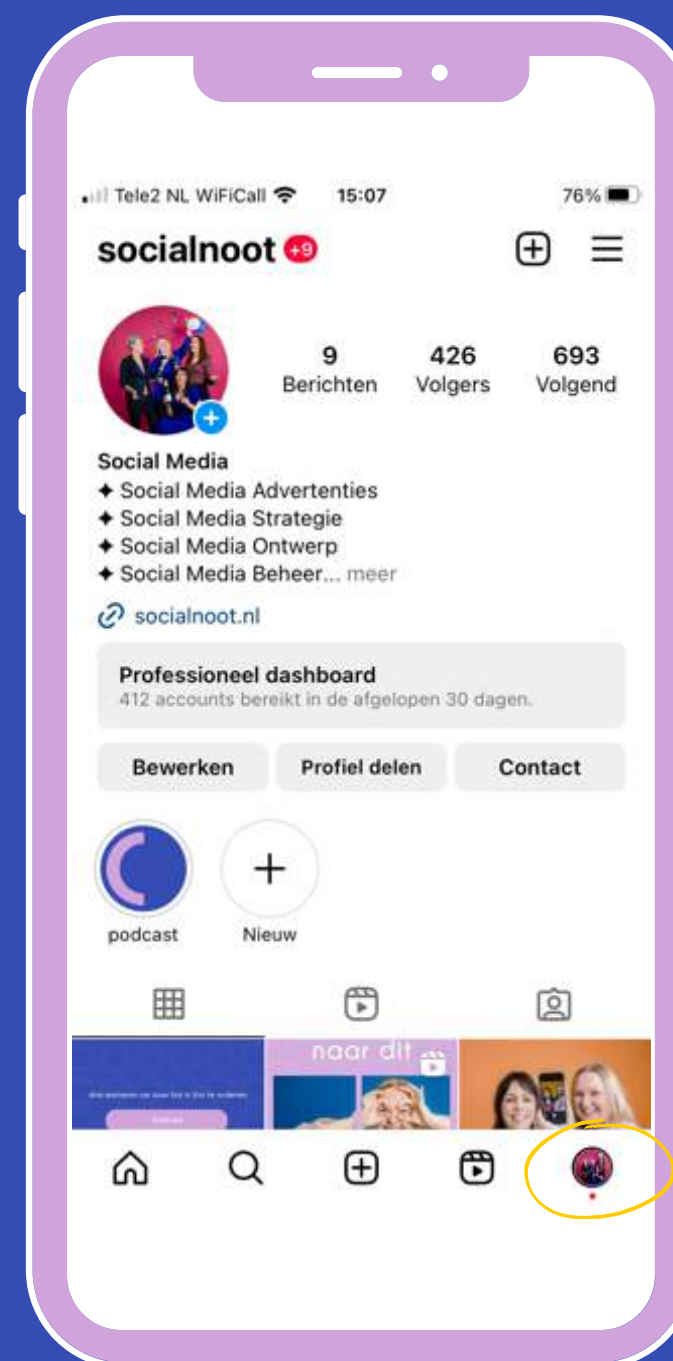 Tele2 NL WiFiCall 15:07 76%
socialnoot +9
9 426 693
Berichten Volgers Volgend
Social Media
✦ Social Media Advertenties
✦ Social Media Strategie
✦ Social Media Ontwerp
✦ Social Media Beheer... meer
socialnoot.nl
Professioneel dashboard
412 accounts bereikt in de afgelopen 30 dagen.
Bewerken Profiel delen Contact
podcast Nieuw
naar dit